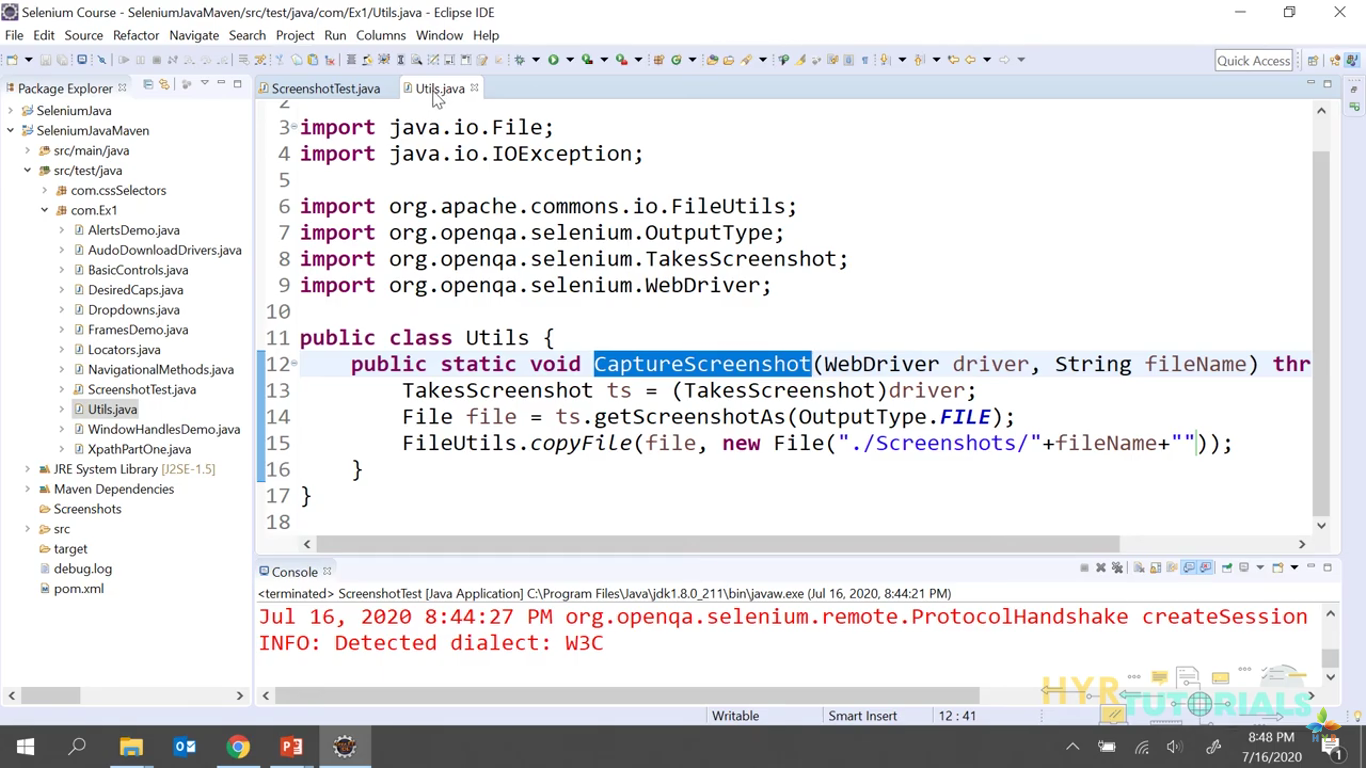 Selenium Course - SeleniumJavaMaven/src/test/java/com/Ex1/Utils.java - Eclipse IDE
File Edit Source Refactor Navigate Search Project Run Columns Window Help
Quick Access
Package Explorer
ScreenshotTest.java
Utils.java
SeleniumJava
SeleniumJavaMaven
src/main/java
src/test/java
com.cssSelectors
com.Ex1
AlertsDemo.java
AudoDownloadDrivers.java
BasicControls.java
DesiredCaps.java
Dropdowns.java
FramesDemo.java
Locators.java
NavigationalMethods.java
ScreenshotTest.java
Utils.java
WindowHandlesDemo.java
XpathPartOne.java
JRE System Library [J2SE-1.5]
Maven Dependencies
Screenshots
src
target
debug.log
pom.xml
2
3 import java.io.File;
4 import java.io.IOException;
5
6 import org.apache.commons.io.FileUtils;
7 import org.openqa.selenium.OutputType;
8 import org.openqa.selenium.TakesScreenshot;
9 import org.openqa.selenium.WebDriver;
10
11 public class Utils {
12 public static void CaptureScreenshot(WebDriver driver, String fileName) thr
13 TakesScreenshot ts = (TakesScreenshot)driver;
14 File file = ts.getScreenshotAs(OutputType.FILE);
15 FileUtils.copyFile(file, new File("./Screenshots/"+fileName+""));
16 }
17 }
18
Console
<terminated> ScreenshotTest [Java Application] C:\Program Files\Java\jdk1.8.0_211\bin\javaw.exe (Jul 16, 2020, 8:44:21 PM)
Jul 16, 2020 8:44:27 PM org.openqa.selenium.remote.ProtocolHandshake createSession
INFO: Detected dialect: W3C
HYR TUTORIALS
Writable
Smart Insert
12 : 41
HYR
8:48 PM
7/16/2020
1